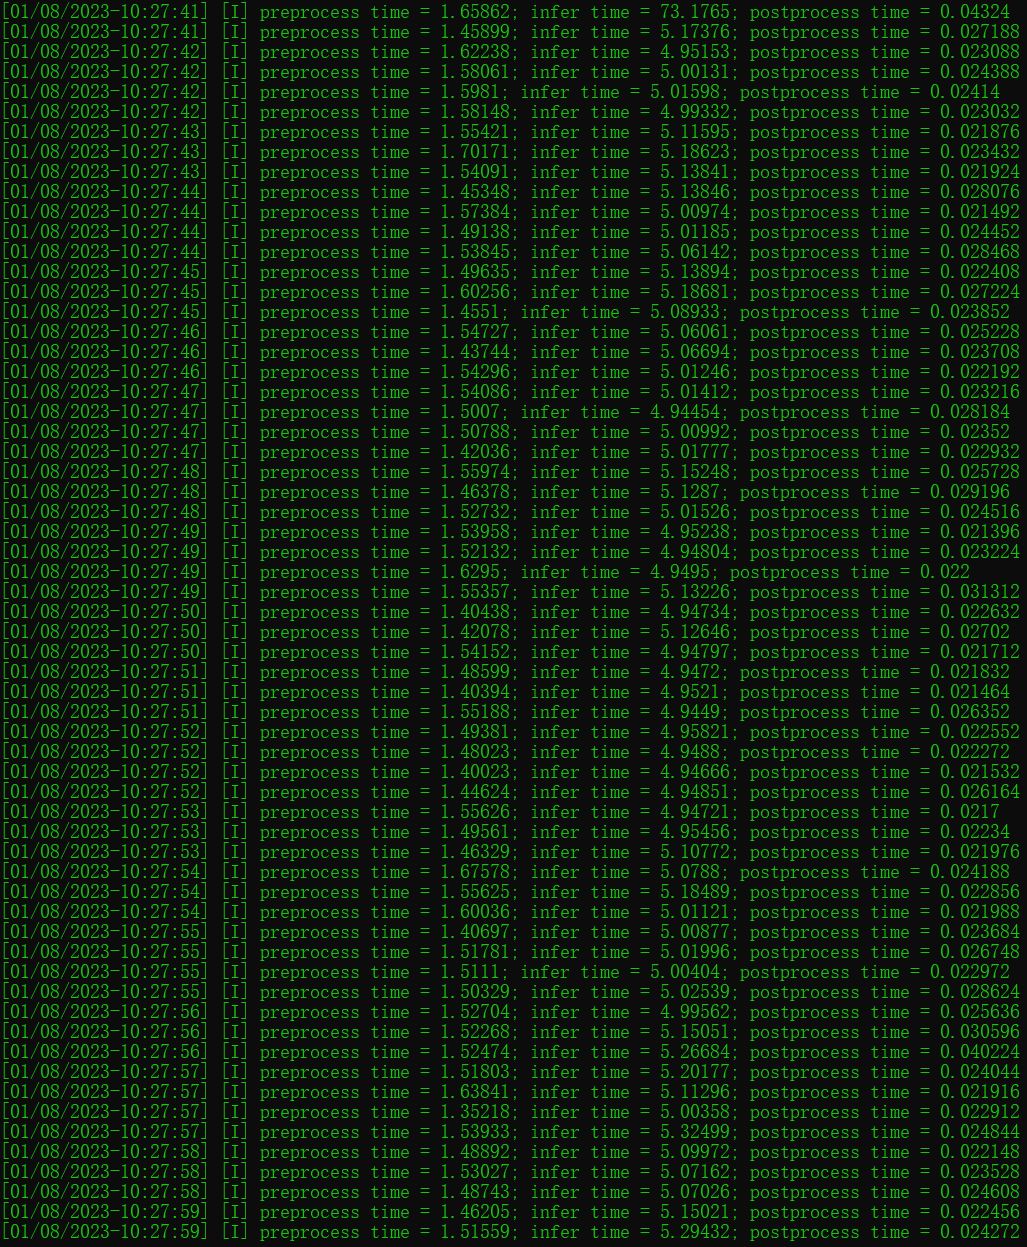 [01/08/2023-10:27:41] [I] preprocess time = 1.65862; infer time = 73.1765; postprocess time = 0.04324
[01/08/2023-10:27:41] [I] preprocess time = 1.45899; infer time = 5.17376; postprocess time = 0.027188
[01/08/2023-10:27:42] [I] preprocess time = 1.62238; infer time = 4.95153; postprocess time = 0.023088
[01/08/2023-10:27:42] [I] preprocess time = 1.58061; infer time = 5.00131; postprocess time = 0.024388
[01/08/2023-10:27:42] [I] preprocess time = 1.5981; infer time = 5.01598; postprocess time = 0.02414
[01/08/2023-10:27:42] [I] preprocess time = 1.58148; infer time = 4.99332; postprocess time = 0.023032
[01/08/2023-10:27:43] [I] preprocess time = 1.55421; infer time = 5.11595; postprocess time = 0.021876
[01/08/2023-10:27:43] [I] preprocess time = 1.70171; infer time = 5.18623; postprocess time = 0.023432
[01/08/2023-10:27:43] [I] preprocess time = 1.54091; infer time = 5.13841; postprocess time = 0.021924
[01/08/2023-10:27:44] [I] preprocess time = 1.45348; infer time = 5.13846; postprocess time = 0.028076
[01/08/2023-10:27:44] [I] preprocess time = 1.57384; infer time = 5.00974; postprocess time = 0.021492
[01/08/2023-10:27:44] [I] preprocess time = 1.49138; infer time = 5.01185; postprocess time = 0.024452
[01/08/2023-10:27:44] [I] preprocess time = 1.53845; infer time = 5.06142; postprocess time = 0.028468
[01/08/2023-10:27:45] [I] preprocess time = 1.49635; infer time = 5.13894; postprocess time = 0.022408
[01/08/2023-10:27:45] [I] preprocess time = 1.60256; infer time = 5.18681; postprocess time = 0.027224
[01/08/2023-10:27:45] [I] preprocess time = 1.4551; infer time = 5.08933; postprocess time = 0.023852
[01/08/2023-10:27:46] [I] preprocess time = 1.54727; infer time = 5.06061; postprocess time = 0.025228
[01/08/2023-10:27:46] [I] preprocess time = 1.43744; infer time = 5.06694; postprocess time = 0.023708
[01/08/2023-10:27:46] [I] preprocess time = 1.54296; infer time = 5.01246; postprocess time = 0.022192
[01/08/2023-10:27:47] [I] preprocess time = 1.54086; infer time = 5.01412; postprocess time = 0.023216
[01/08/2023-10:27:47] [I] preprocess time = 1.5007; infer time = 4.94454; postprocess time = 0.028184
[01/08/2023-10:27:47] [I] preprocess time = 1.50788; infer time = 5.00992; postprocess time = 0.02352
[01/08/2023-10:27:47] [I] preprocess time = 1.42036; infer time = 5.01777; postprocess time = 0.022932
[01/08/2023-10:27:48] [I] preprocess time = 1.55974; infer time = 5.15248; postprocess time = 0.025728
[01/08/2023-10:27:48] [I] preprocess time = 1.46378; infer time = 5.1287; postprocess time = 0.029196
[01/08/2023-10:27:48] [I] preprocess time = 1.52732; infer time = 5.01526; postprocess time = 0.024516
[01/08/2023-10:27:49] [I] preprocess time = 1.53958; infer time = 4.95238; postprocess time = 0.021396
[01/08/2023-10:27:49] [I] preprocess time = 1.52132; infer time = 4.94804; postprocess time = 0.023224
[01/08/2023-10:27:49] [I] preprocess time = 1.6295; infer time = 4.9495; postprocess time = 0.022
[01/08/2023-10:27:49] [I] preprocess time = 1.55357; infer time = 5.13226; postprocess time = 0.031312
[01/08/2023-10:27:50] [I] preprocess time = 1.40438; infer time = 4.94734; postprocess time = 0.022632
[01/08/2023-10:27:50] [I] preprocess time = 1.42078; infer time = 5.12646; postprocess time = 0.02702
[01/08/2023-10:27:50] [I] preprocess time = 1.54152; infer time = 4.94797; postprocess time = 0.021712
[01/08/2023-10:27:51] [I] preprocess time = 1.48599; infer time = 4.9472; postprocess time = 0.021832
[01/08/2023-10:27:51] [I] preprocess time = 1.40394; infer time = 4.9521; postprocess time = 0.021464
[01/08/2023-10:27:51] [I] preprocess time = 1.55188; infer time = 4.9449; postprocess time = 0.026352
[01/08/2023-10:27:52] [I] preprocess time = 1.49381; infer time = 4.95821; postprocess time = 0.022552
[01/08/2023-10:27:52] [I] preprocess time = 1.48023; infer time = 4.9488; postprocess time = 0.022272
[01/08/2023-10:27:52] [I] preprocess time = 1.40023; infer time = 4.94666; postprocess time = 0.021532
[01/08/2023-10:27:52] [I] preprocess time = 1.44624; infer time = 4.94851; postprocess time = 0.026164
[01/08/2023-10:27:53] [I] preprocess time = 1.55626; infer time = 4.94721; postprocess time = 0.0217
[01/08/2023-10:27:53] [I] preprocess time = 1.49561; infer time = 4.95456; postprocess time = 0.02234
[01/08/2023-10:27:53] [I] preprocess time = 1.46329; infer time = 5.10772; postprocess time = 0.021976
[01/08/2023-10:27:54] [I] preprocess time = 1.67578; infer time = 5.0788; postprocess time = 0.024188
[01/08/2023-10:27:54] [I] preprocess time = 1.55625; infer time = 5.18489; postprocess time = 0.022856
[01/08/2023-10:27:54] [I] preprocess time = 1.60036; infer time = 5.01121; postprocess time = 0.021988
[01/08/2023-10:27:55] [I] preprocess time = 1.40697; infer time = 5.00877; postprocess time = 0.023684
[01/08/2023-10:27:55] [I] preprocess time = 1.51781; infer time = 5.01996; postprocess time = 0.026748
[01/08/2023-10:27:55] [I] preprocess time = 1.5111; infer time = 5.00404; postprocess time = 0.022972
[01/08/2023-10:27:55] [I] preprocess time = 1.50329; infer time = 5.02539; postprocess time = 0.028624
[01/08/2023-10:27:56] [I] preprocess time = 1.52704; infer time = 4.99562; postprocess time = 0.025636
[01/08/2023-10:27:56] [I] preprocess time = 1.52268; infer time = 5.15051; postprocess time = 0.030596
[01/08/2023-10:27:56] [I] preprocess time = 1.52474; infer time = 5.26684; postprocess time = 0.040224
[01/08/2023-10:27:57] [I] preprocess time = 1.51803; infer time = 5.20177; postprocess time = 0.024044
[01/08/2023-10:27:57] [I] preprocess time = 1.63841; infer time = 5.11296; postprocess time = 0.021916
[01/08/2023-10:27:57] [I] preprocess time = 1.35218; infer time = 5.00358; postprocess time = 0.022912
[01/08/2023-10:27:57] [I] preprocess time = 1.53933; infer time = 5.32499; postprocess time = 0.024844
[01/08/2023-10:27:58] [I] preprocess time = 1.48892; infer time = 5.09972; postprocess time = 0.022148
[01/08/2023-10:27:58] [I] preprocess time = 1.53027; infer time = 5.07162; postprocess time = 0.023528
[01/08/2023-10:27:58] [I] preprocess time = 1.48743; infer time = 5.07026; postprocess time = 0.024608
[01/08/2023-10:27:59] [I] preprocess time = 1.46205; infer time = 5.15021; postprocess time = 0.022456
[01/08/2023-10:27:59] [I] preprocess time = 1.51559; infer time = 5.29432; postprocess time = 0.024272